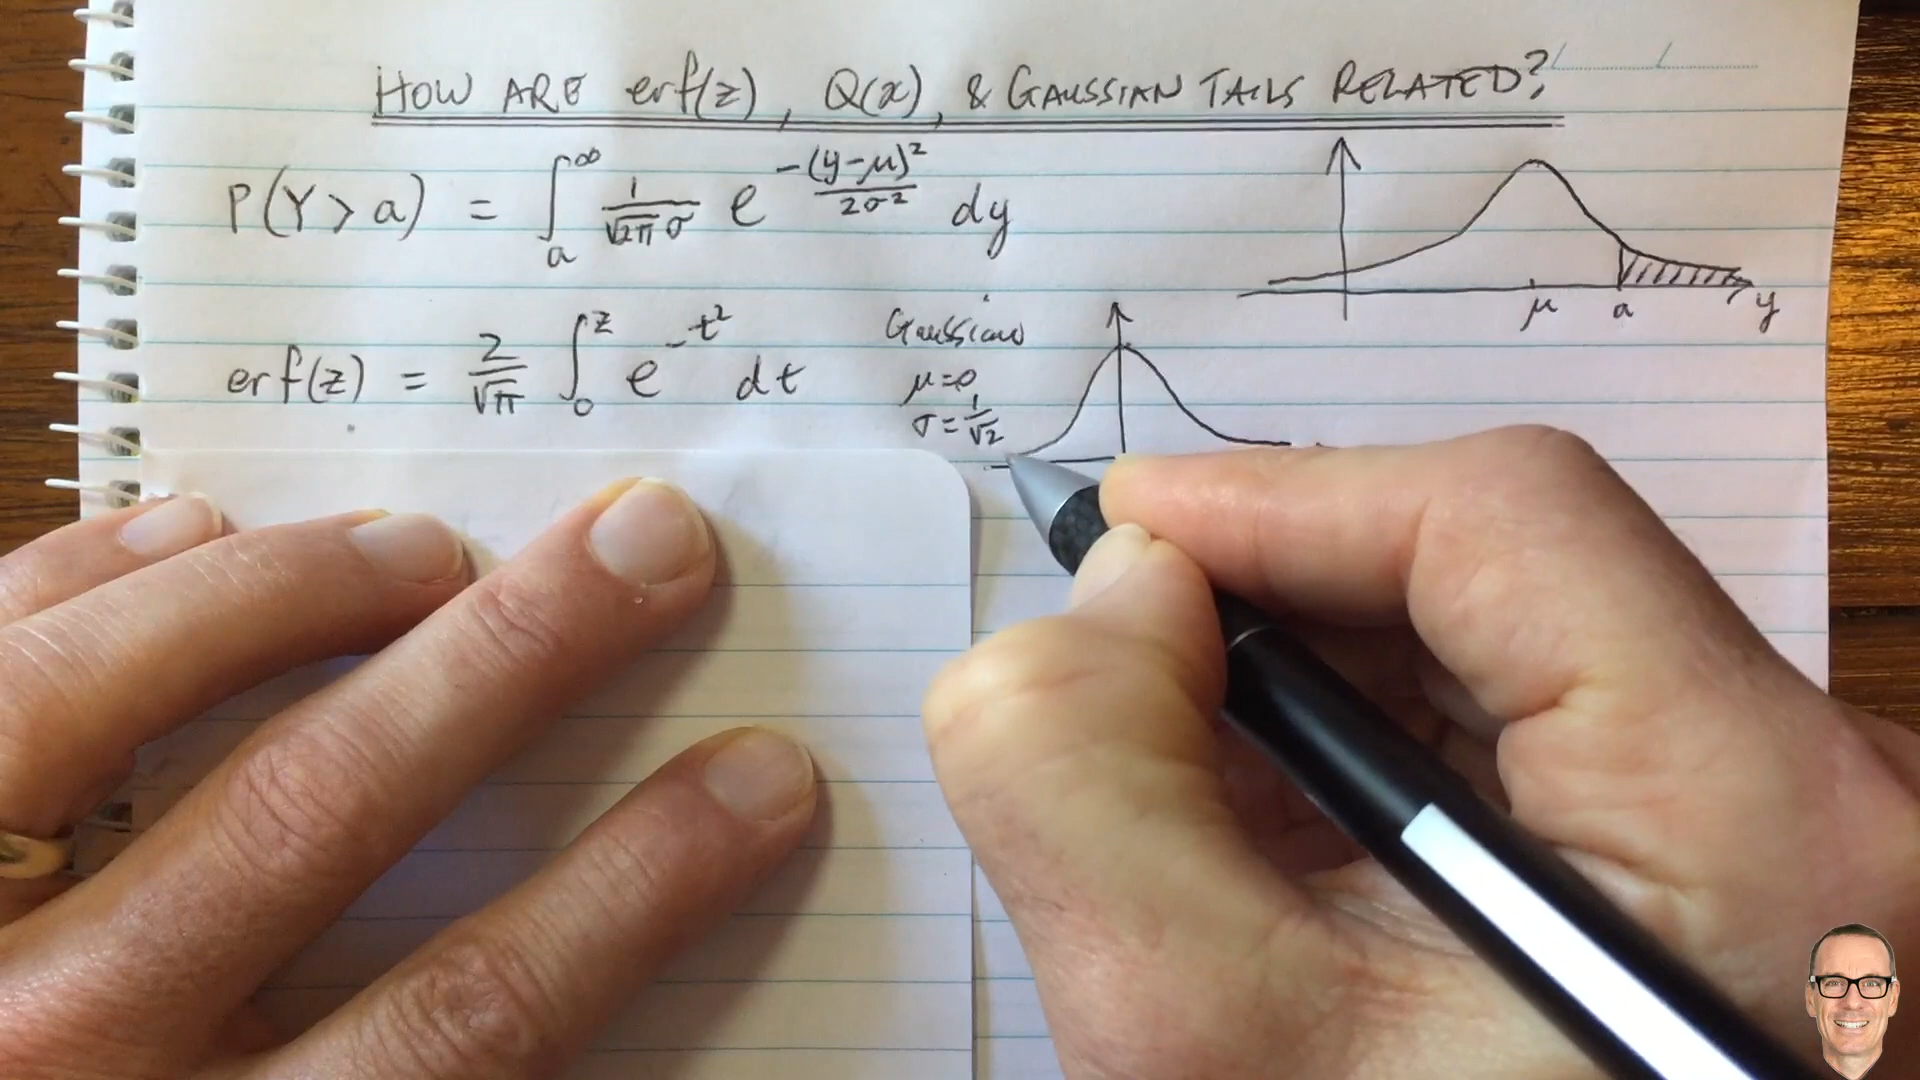 HOW ARE erf(z), Q(x), & GAUSSIAN TAILS RELATED?
P(Y > a) = ∫_a^∞ 1/(√2π σ) e^(-(y-μ)²/2σ²) dy
μ a y
erf(z) = 2/√π ∫_0^z e^(-t²) dt
Gaussian
μ=0
σ=1/√2